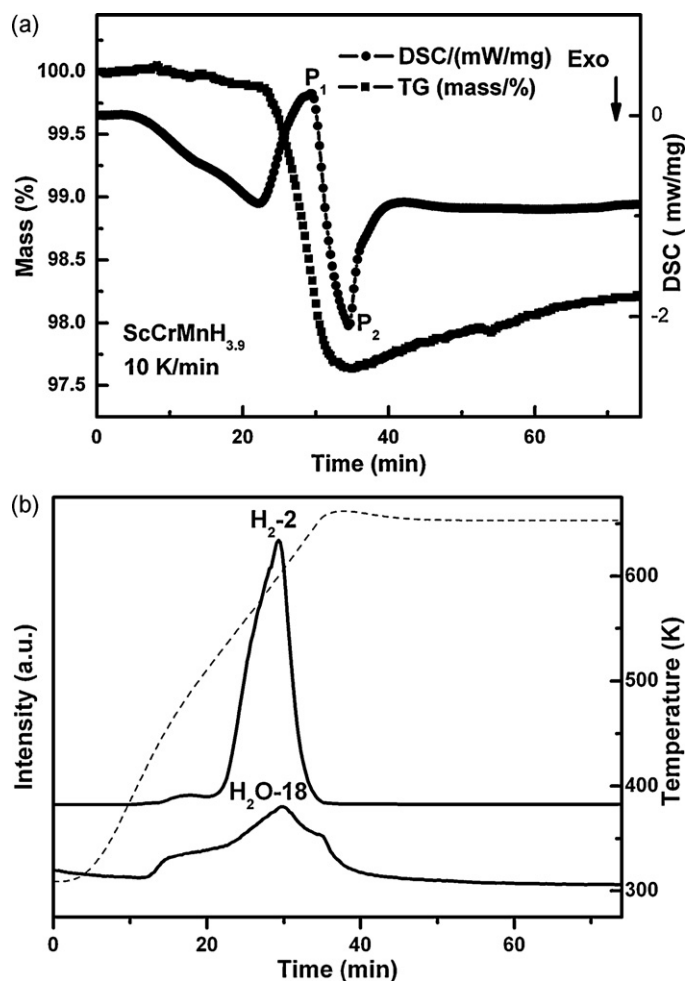 (a)
100.0
99.5
99.0
98.5
98.0
97.5
Mass (%)
DSC/(mW/mg)
TG (mass/%)
Exo
P₁
P₂
ScCrMnH₃.₉
10 K/min
0
-2
DSC ( mw/mg)
0
20
40
60
Time (min)
(b)
H₂-2
H₂O-18
Intensity (a.u.)
600
500
400
300
Temperature (K)
0
20
40
60
Time (min)